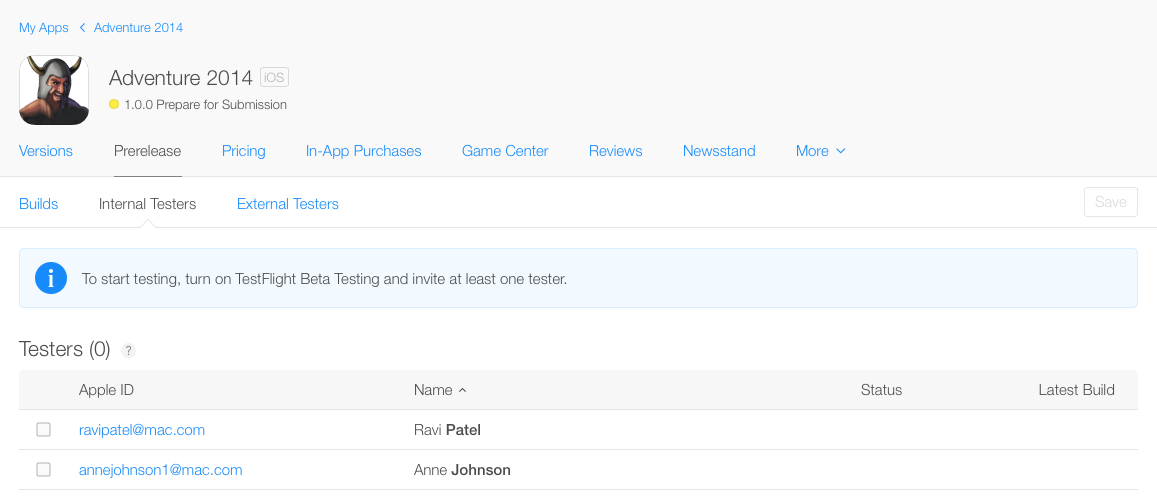 My Apps < Adventure 2014
Adventure 2014 iOS
1.0.0 Prepare for Submission
Versions Prerelease Pricing In-App Purchases Game Center Reviews Newsstand More
Builds Internal Testers External Testers Save
i To start testing, turn on TestFlight Beta Testing and invite at least one tester.
Testers (0) ?
Apple ID Name Status Latest Build
ravipatel@mac.com Ravi Patel
annejohnson1@mac.com Anne Johnson